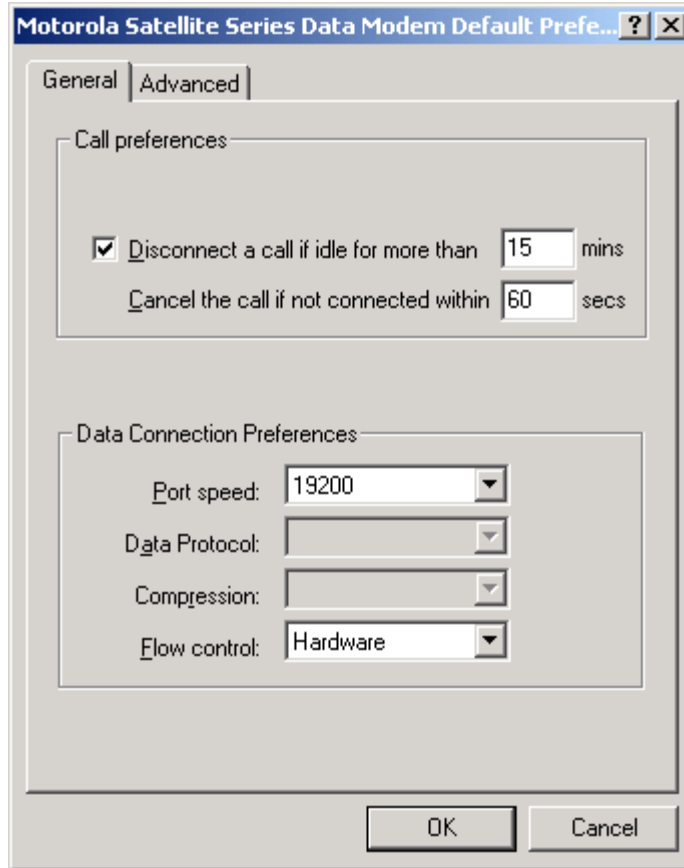 Motorola Satellite Series Data Modem Default Prefe... ? X
General Advanced
Call preferences
Disconnect a call if idle for more than 15 mins
Cancel the call if not connected within 60 secs
Data Connection Preferences
Port speed: 19200
Data Protocol:
Compression:
Flow control: Hardware
OK Cancel